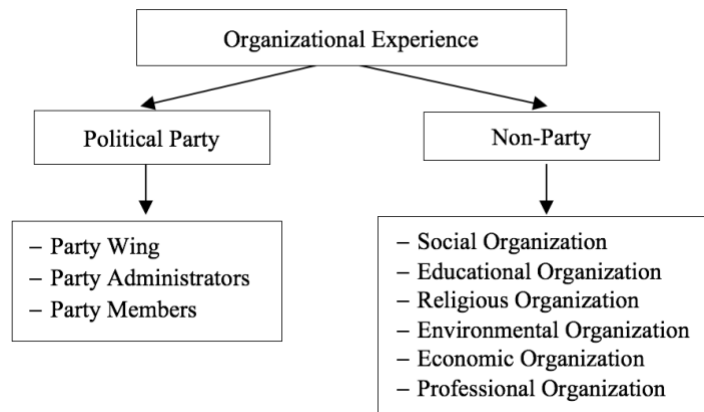 Organizational Experience
Political Party
Non-Party
– Party Wing
– Party Administrators
– Party Members
– Social Organization
– Educational Organization
– Religious Organization
– Environmental Organization
– Economic Organization
– Professional Organization